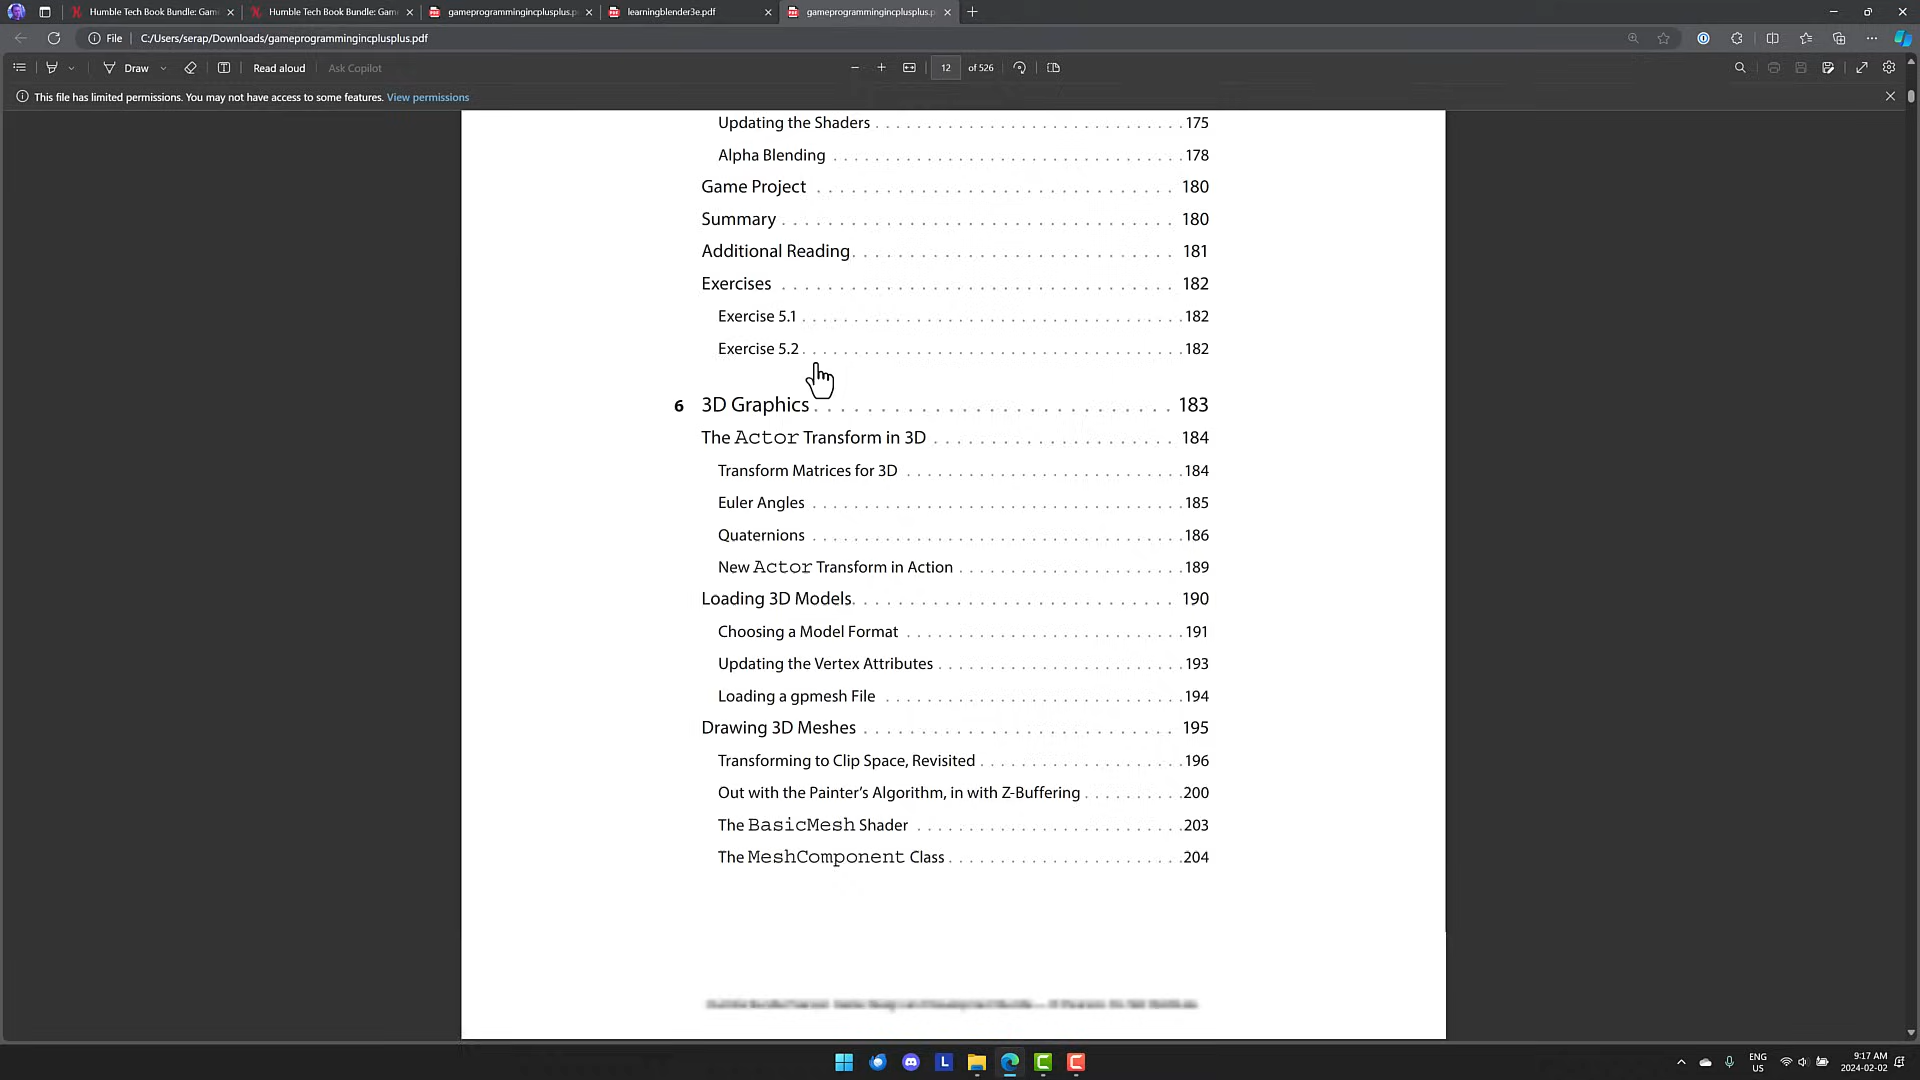 Humble Tech Book Bundle: Gam
Humble Tech Book Bundle: Gam
gameprogrammingincplusplus.p
learningblender3e.pdf
gameprogrammingincplusplus.p
File
C:/Users/serap/Downloads/gameprogrammingincplusplus.pdf
Draw
Read aloud
Ask Copilot
12
of 526
This file has limited permissions. You may not have access to some features. View permissions
Updating the Shaders . . . . . . . . . . . . . . . . . . . . 175
Alpha Blending . . . . . . . . . . . . . . . . . . . . 178
Game Project . . . . . . . . . . . . . . . . . . . . 180
Summary . . . . . . . . . . . . . . . . . . . . 180
Additional Reading . . . . . . . . . . . . . . . . . . . . 181
Exercises . . . . . . . . . . . . . . . . . . . . 182
Exercise 5.1 . . . . . . . . . . . . . . . . . . . . 182
Exercise 5.2 . . . . . . . . . . . . . . . . . . . . 182
6 3D Graphics . . . . . . . . . . . . . . . . . . . . 183
The Actor Transform in 3D . . . . . . . . . . . . . . . . . . . . 184
Transform Matrices for 3D . . . . . . . . . . . . . . . . . . . . 184
Euler Angles . . . . . . . . . . . . . . . . . . . . 185
Quaternions . . . . . . . . . . . . . . . . . . . . 186
New Actor Transform in Action . . . . . . . . . . . . . . . . . . . . 189
Loading 3D Models . . . . . . . . . . . . . . . . . . . . 190
Choosing a Model Format . . . . . . . . . . . . . . . . . . . . 191
Updating the Vertex Attributes . . . . . . . . . . . . . . . . . . . . 193
Loading a gpmesh File . . . . . . . . . . . . . . . . . . . . 194
Drawing 3D Meshes . . . . . . . . . . . . . . . . . . . . 195
Transforming to Clip Space, Revisited . . . . . . . . . . . . . . . . . . 196
Out with the Painter’s Algorithm, in with Z-Buffering . . . . . . . . . 200
The BasicMesh Shader . . . . . . . . . . . . . . . . . . . . 203
The MeshComponent Class . . . . . . . . . . . . . . . . . . . . 204
L
ENG
US
9:17 AM
2024-02-02